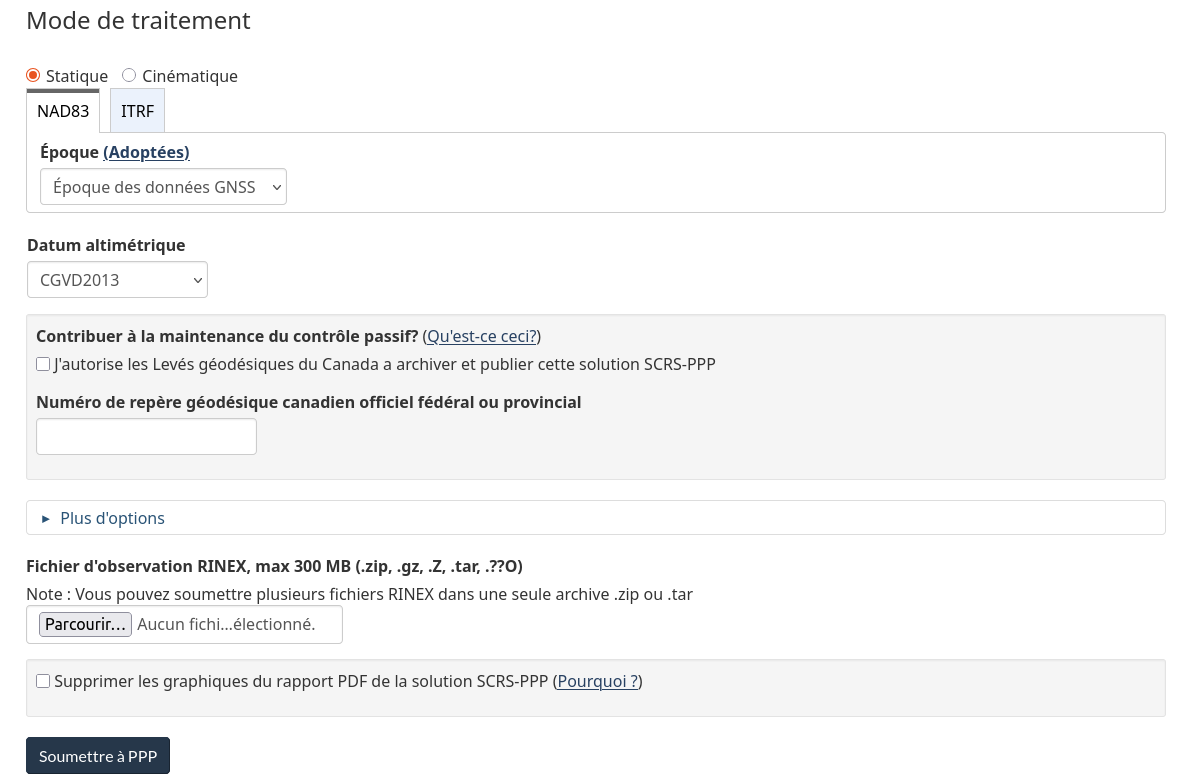 Mode de traitement
Statique Cinématique
NAD83 ITRF
Époque (Adoptées)
Époque des données GNSS
Datum altimétrique
CGVD2013
Contribuer à la maintenance du contrôle passif? (Qu'est-ce ceci?)
J'autorise les Levés géodésiques du Canada a archiver et publier cette solution SCRS-PPP
Numéro de repère géodésique canadien officiel fédéral ou provincial
Plus d'options
Fichier d'observation RINEX, max 300 MB (.zip, .gz, .Z, .tar, .??O)
Note : Vous pouvez soumettre plusieurs fichiers RINEX dans une seule archive .zip ou .tar
Parcourir... Aucun fichi...électionné.
Supprimer les graphiques du rapport PDF de la solution SCRS-PPP (Pourquoi ?)
Soumettre à PPP